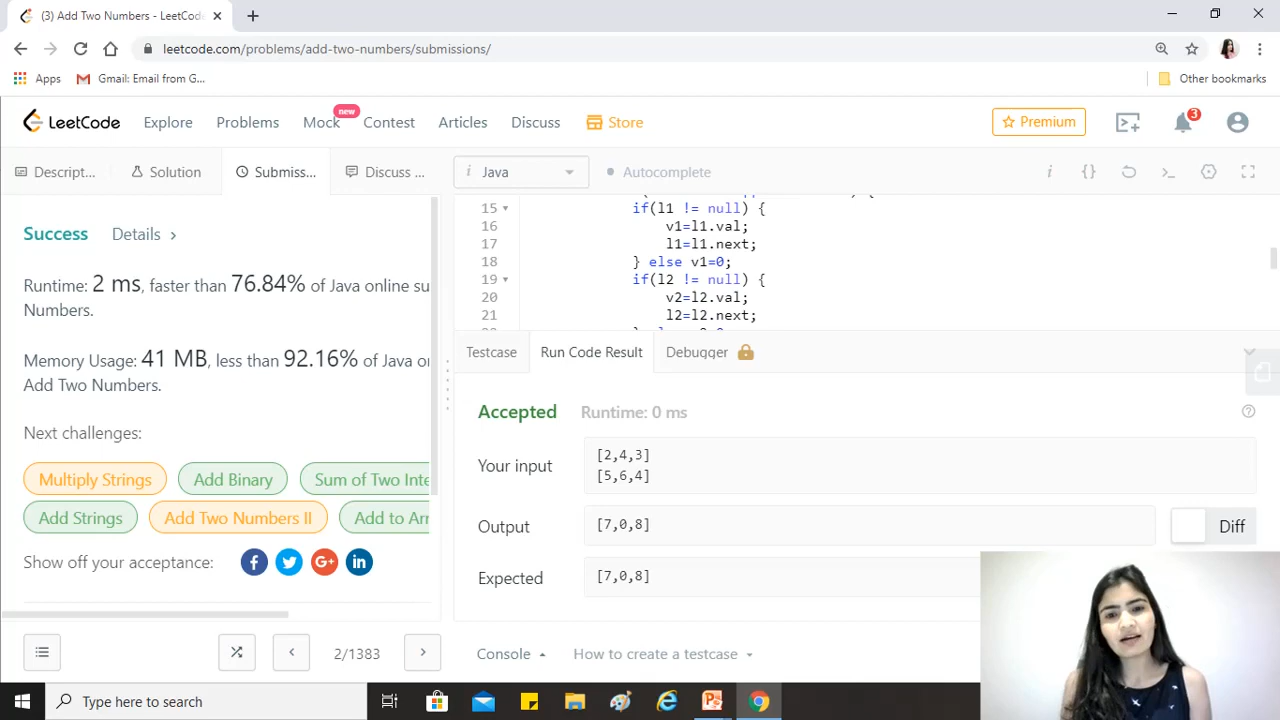 (3) Add Two Numbers - LeetCode
leetcode.com/problems/add-two-numbers/submissions/
Apps
Gmail: Email from G...
Other bookmarks
LeetCode
Explore
Problems
Mock
new
Contest
Articles
Discuss
Store
Premium
3
Descript...
Solution
Submiss...
Discuss ...
i Java
Autocomplete
i
{}
Success
Details >
Runtime: 2 ms, faster than 76.84% of Java online su
Numbers.
Memory Usage: 41 MB, less than 92.16% of Java or
Add Two Numbers.
Next challenges:
Multiply Strings
Add Binary
Sum of Two Inte
Add Strings
Add Two Numbers II
Add to Arr
Show off your acceptance:
2/1383
15 if(l1 != null) {
16 v1=l1.val;
17 l1=l1.next;
18 } else v1=0;
19 if(l2 != null) {
20 v2=l2.val;
21 l2=l2.next;
Testcase
Run Code Result
Debugger
Accepted
Runtime: 0 ms
Your input
[2,4,3]
[5,6,4]
Output
[7,0,8]
Diff
Expected
[7,0,8]
Console
How to create a testcase
Type here to search